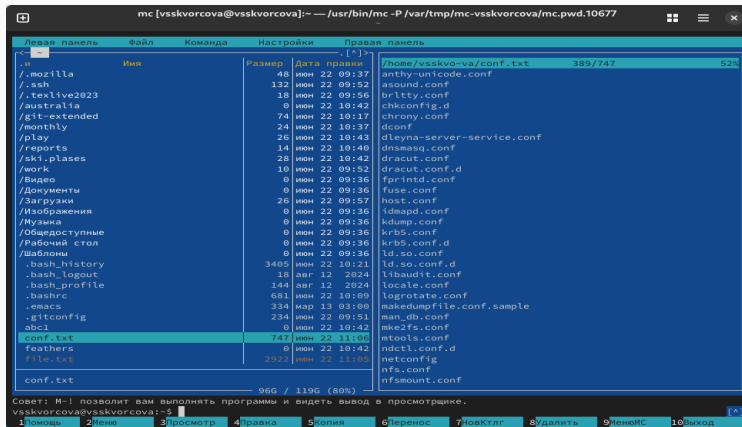 mc [vsskvorcova@vsskvorcova]:~ — /usr/bin/mc -P /var/tmp/mc-vsskvorcova/mc.pwd.10677
~
Левая панель Файл Команда Настройки Правая панель
<— ~ .[^]>
.и Имя Размер Дата правки
/.mozilla 48 июн 22 09:37
/.ssh 132 июн 22 09:52
/.texlive2023 18 июн 22 09:56
/australia 0 июн 22 10:42
/git-extended 74 июн 22 10:17
/monthly 24 июн 22 10:37
/play 26 июн 22 10:43
/reports 14 июн 22 10:40
/ski.plases 28 июн 22 10:42
/work 10 июн 22 09:52
/Видео 0 июн 22 09:36
/Документы 0 июн 22 09:36
/Загрузки 26 июн 22 09:57
/Изображения 0 июн 22 09:36
/Музыка 0 июн 22 09:36
/Общедоступные 0 июн 22 09:36
/Рабочий стол 0 июн 22 09:36
/Шаблоны 0 июн 22 09:36
.bash_history 3405 июн 22 10:21
.bash_logout 18 авг 12 2024
.bash_profile 144 авг 12 2024
.bashrc 681 июн 22 10:09
.emacs 334 мар 13 03:00
.gitconfig 234 июн 22 09:51
abc1 0 июн 22 10:42
conf.txt 747 июн 22 11:06
feathers 0 июн 22 10:42
file.txt 2922 июн 22 11:05
conf.txt
96G / 119G (80%)
/home/vsskvo-va/conf.txt 389/747 52%
anthy-unicode.conf
asound.conf
brltty.conf
chkconfig.d
chrony.conf
dconf
dleyna-server-service.conf
dnsmasq.conf
dracut.conf
dracut.conf.d
fprintd.conf
fuse.conf
host.conf
idmapd.conf
kdump.conf
krb5.conf
krb5.conf.d
ld.so.conf
ld.so.conf.d
libaudit.conf
locale.conf
logrotate.conf
makedumpfile.conf.sample
man_db.conf
mke2fs.conf
mtools.conf
ndctl.conf.d
netconfig
nfs.conf
nfsmount.conf
Совет: M-! позволит вам выполнять программы и видеть вывод в просмотрщике.
vsskvorcova@vsskvorcova:~$ [^]
1Помощь 2Меню 3Просмотр 4Правка 5Копия 6Перенос 7НовКтлг 8Удалить 9МенюMC 10Выход